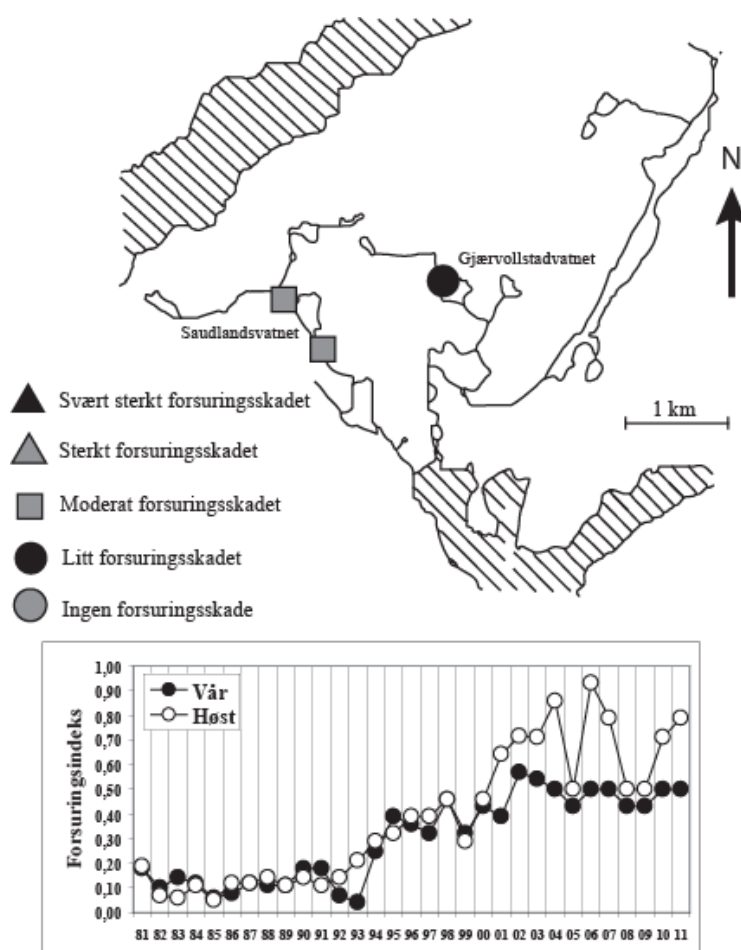 N
Gjærvollstadvatnet
Saudlandsvatnet
1 km
Svært sterkt forsuringsskadet
Sterkt forsuringsskadet
Moderat forsuringsskadet
Litt forsuringsskadet
Ingen forsuringsskade
Forsuringsindeks
1,00
0,90
0,80
0,70
0,60
0,50
0,40
0,30
0,20
0,10
0,00
Vår
Høst
81 82 83 84 85 86 87 88 89 90 91 92 93 94 95 96 97 98 99 00 01 02 03 04 05 06 07 08 09 10 11